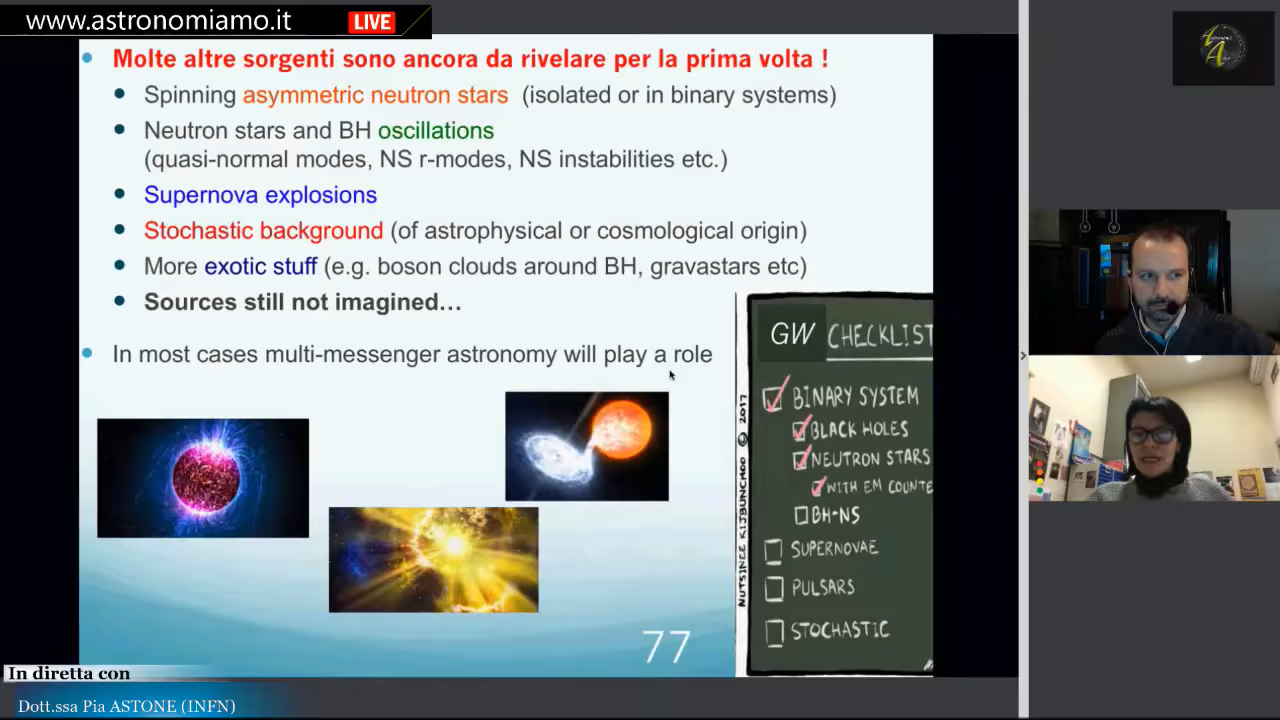 www.astronomiamo.it LIVE
Molte altre sorgenti sono ancora da rivelare per la prima volta !
Spinning asymmetric neutron stars (isolated or in binary systems)
Neutron stars and BH oscillations
(quasi-normal modes, NS r-modes, NS instabilities etc.)
Supernova explosions
Stochastic background (of astrophysical or cosmological origin)
More exotic stuff (e.g. boson clouds around BH, gravastars etc)
Sources still not imagined…
In most cases multi-messenger astronomy will play a role
GW CHECKLIST
BINARY SYSTEM
BLACK HOLES
NEUTRON STARS
WITH EM COUNTE
BH-NS
SUPERNOVAE
PULSARS
STOCHASTIC
NUTSINEE KIJBUNCHOO © 2017
77
In diretta con
Dott.ssa Pia ASTONE (INFN)